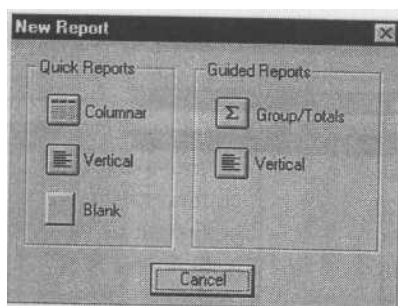 New Report
Quick Reports
Columnar
Vertical
Blank
Guided Reports
Σ Group/Totals
Vertical
Cancel